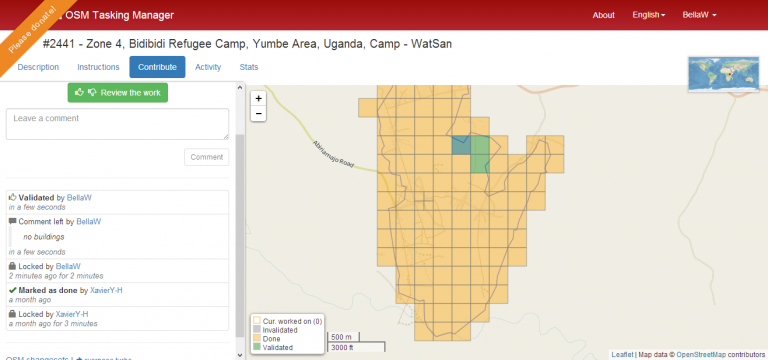 Please donate!
OSM Tasking Manager
About
English
BellaW
#2441 - Zone 4, Bidibidi Refugee Camp, Yumbe Area, Uganda, Camp - WatSan
Description
Instructions
Contribute
Activity
Stats
Review the work
Leave a comment
Comment
Validated by BellaW
in a few seconds
Comment left by BellaW
no buildings
in a few seconds
Locked by BellaW
2 minutes ago for 2 minutes
Marked as done by XavierY-H
a month ago
Locked by XavierY-H
a month ago for 3 minutes
+
−
Cur. worked on (0)
Invalidated
Done
Validated
500 m
3000 ft
Leaflet | Map data © OpenStreetMap contributors